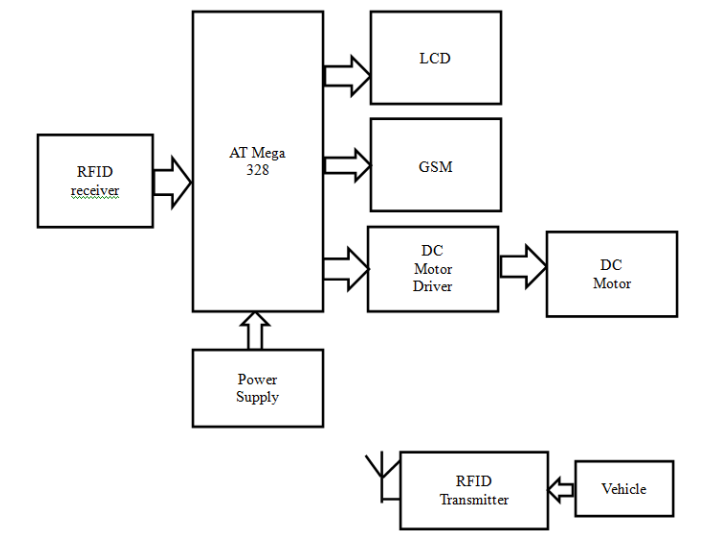 LCD
AT Mega
328
RFID
receiver
GSM
DC
Motor
Driver
DC
Motor
Power
Supply
RFID
Transmitter
Vehicle